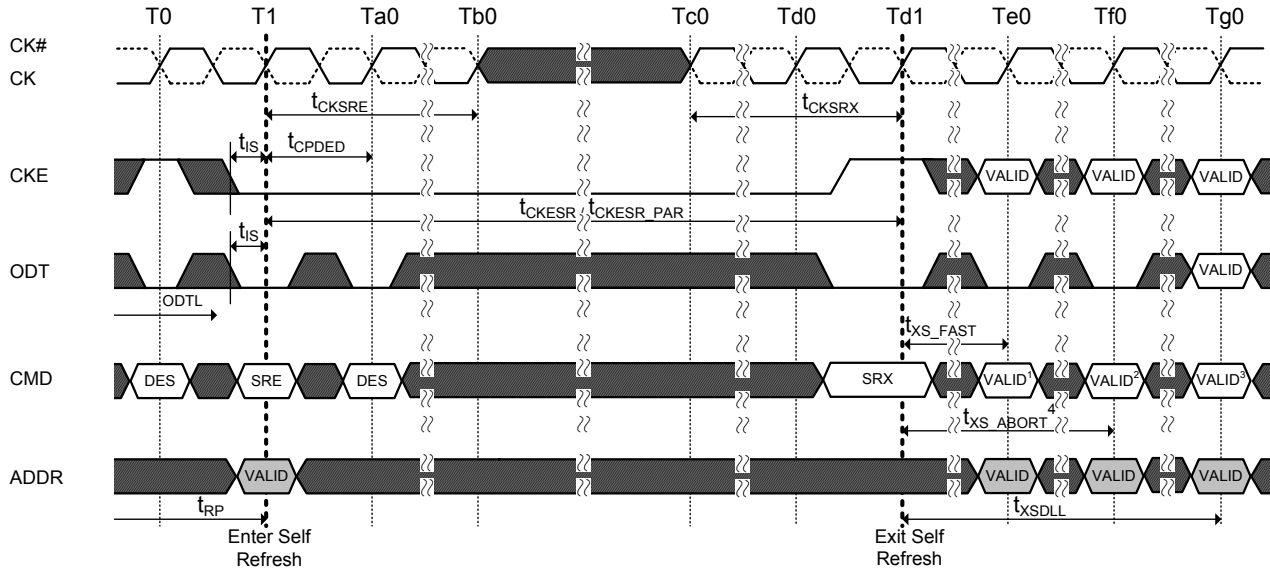 T0 T1 Ta0 Tb0 Tc0 Td0 Td1 Te0 Tf0 Tg0
CK#
CK
tCKSRE
tCKSRX
tIS
tCPDED
CKE
VALID VALID VALID
tCKESR / tCKESR_PAR
tIS
ODT
VALID
ODTL
tXS_FAST
CMD
DES SRE DES SRX VALID1 VALID2 VALID3
tXS_ABORT4
ADDR
VALID VALID VALID VALID
tRP
tXSDLL
Enter Self
Refresh
Exit Self
Refresh